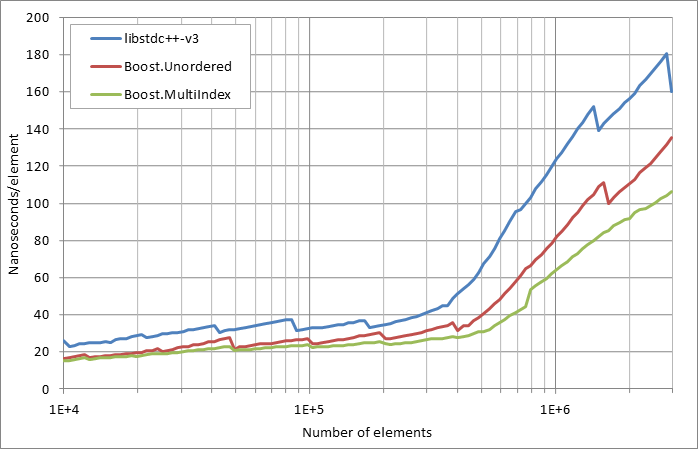 200
180
160
140
120
100
80
60
40
20
0
Nanoseconds/element
libstdc++-v3
Boost.Unordered
Boost.MultiIndex
1E+4 1E+5 1E+6
Number of elements